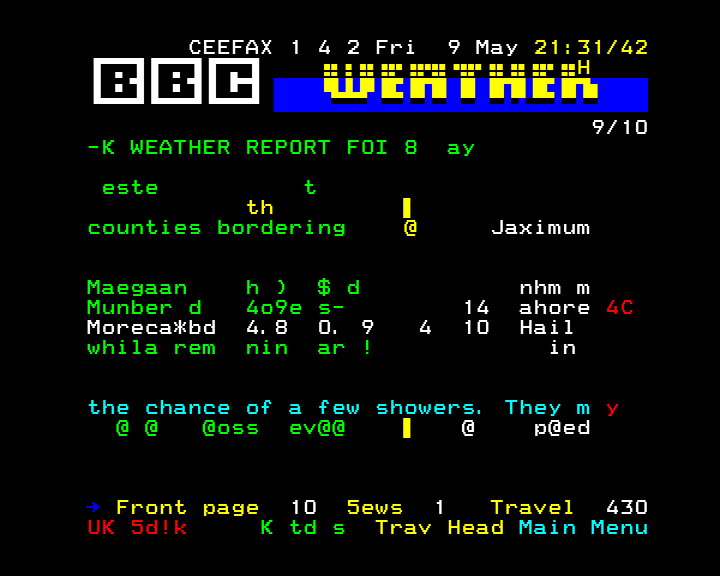 CEEFAX 1 4 2 Fri  9 May 21:31/42
BBC WEATHER H
9/10
-K WEATHER REPORT FOI 8  ay
este t
th
counties bordering @ Jaximum
Maegaan h ) $ d nhm m
Munber d 4o9e s- 14 ahore 4C
Moreca*bd 4.8 0. 9 4 10 Hail
whila rem nin ar ! in
the chance of a few showers. They m y
@ @ @oss ev@@ @ p@ed
→ Front page 10 5ews 1 Travel 430
UK 5d!k K td s Trav Head Main Menu